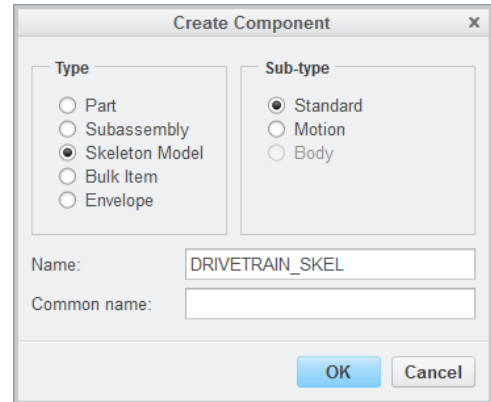 Create Component
x
Type
Part
Subassembly
Skeleton Model
Bulk Item
Envelope
Sub-type
Standard
Motion
Body
Name: DRIVETRAIN_SKEL
Common name:
OK Cancel